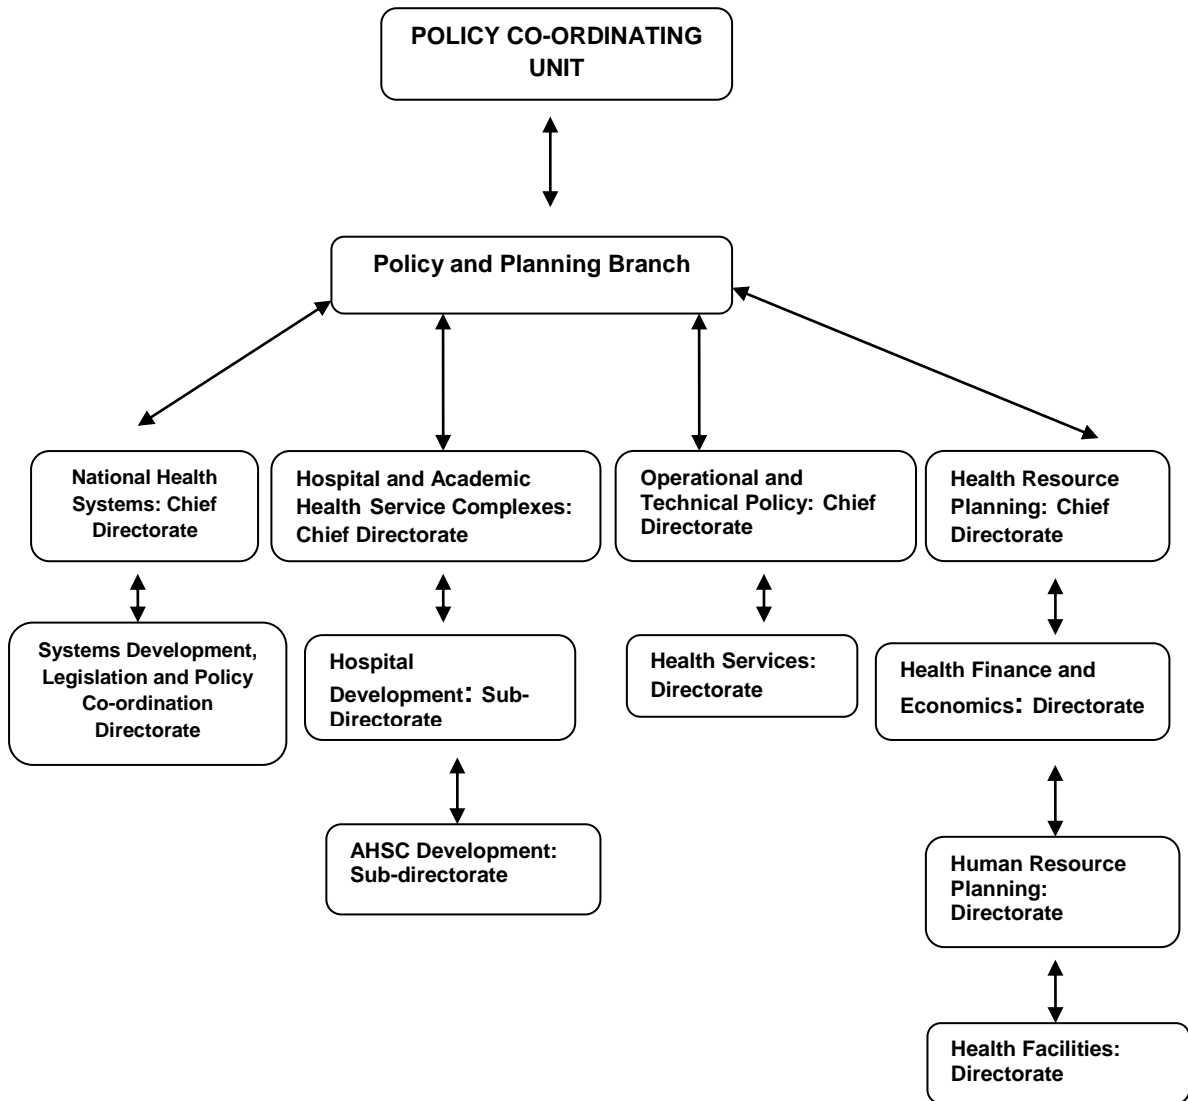 POLICY CO-ORDINATING
UNIT
Policy and Planning Branch
National Health
Systems: Chief
Directorate
Hospital and Academic
Health Service Complexes:
Chief Directorate
Operational and
Technical Policy: Chief
Directorate
Health Resource
Planning: Chief
Directorate
Systems Development,
Legislation and Policy
Co-ordination
Directorate
Hospital
Development: Sub-
Directorate
Health Services:
Directorate
Health Finance and
Economics: Directorate
AHSC Development:
Sub-directorate
Human Resource
Planning:
Directorate
Health Facilities:
Directorate